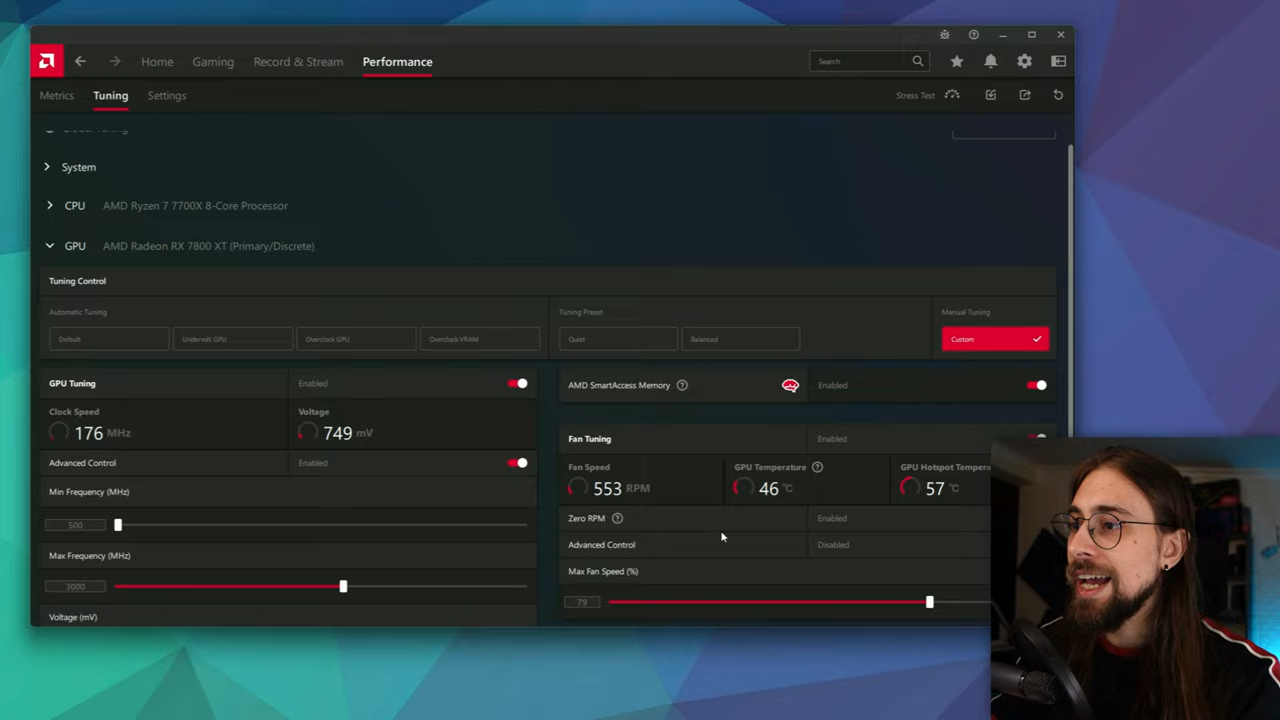 Home Gaming Record & Stream Performance Search
Metrics Tuning Settings Stress Test
System
CPU AMD Ryzen 7 7700X 8-Core Processor
GPU AMD Radeon RX 7800 XT (Primary/Discrete)
Tuning Control
Automatic Tuning Tuning Preset Manual Tuning
Default Undervolt GPU Overclock GPU Overclock VRAM Quiet Balanced Custom
GPU Tuning Enabled
Clock Speed Voltage
176 MHz 749 mV
Advanced Control Enabled
Min Frequency (MHz)
500
Max Frequency (MHz)
3000
Voltage (mV)
AMD SmartAccess Memory Enabled
Fan Tuning Enabled
Fan Speed GPU Temperature GPU Hotspot Tempera
553 RPM 46 °C 57 °C
Zero RPM Enabled
Advanced Control Disabled
Max Fan Speed (%)
79